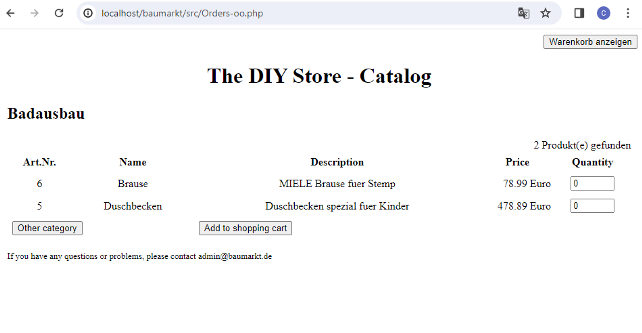 localhost/baumarkt/src/Orders-oo.php
C
Warenkorb anzeigen
The DIY Store - Catalog
Badausbau
2 Produkt(e) gefunden
Art.Nr. Name Description Price Quantity
6 Brause MIELE Brause fuer Stemp 78.99 Euro 0
5 Duschbecken Duschbecken spezial fuer Kinder 478.89 Euro 0
Other category Add to shopping cart
If you have any questions or problems, please contact admin@baumarkt.de